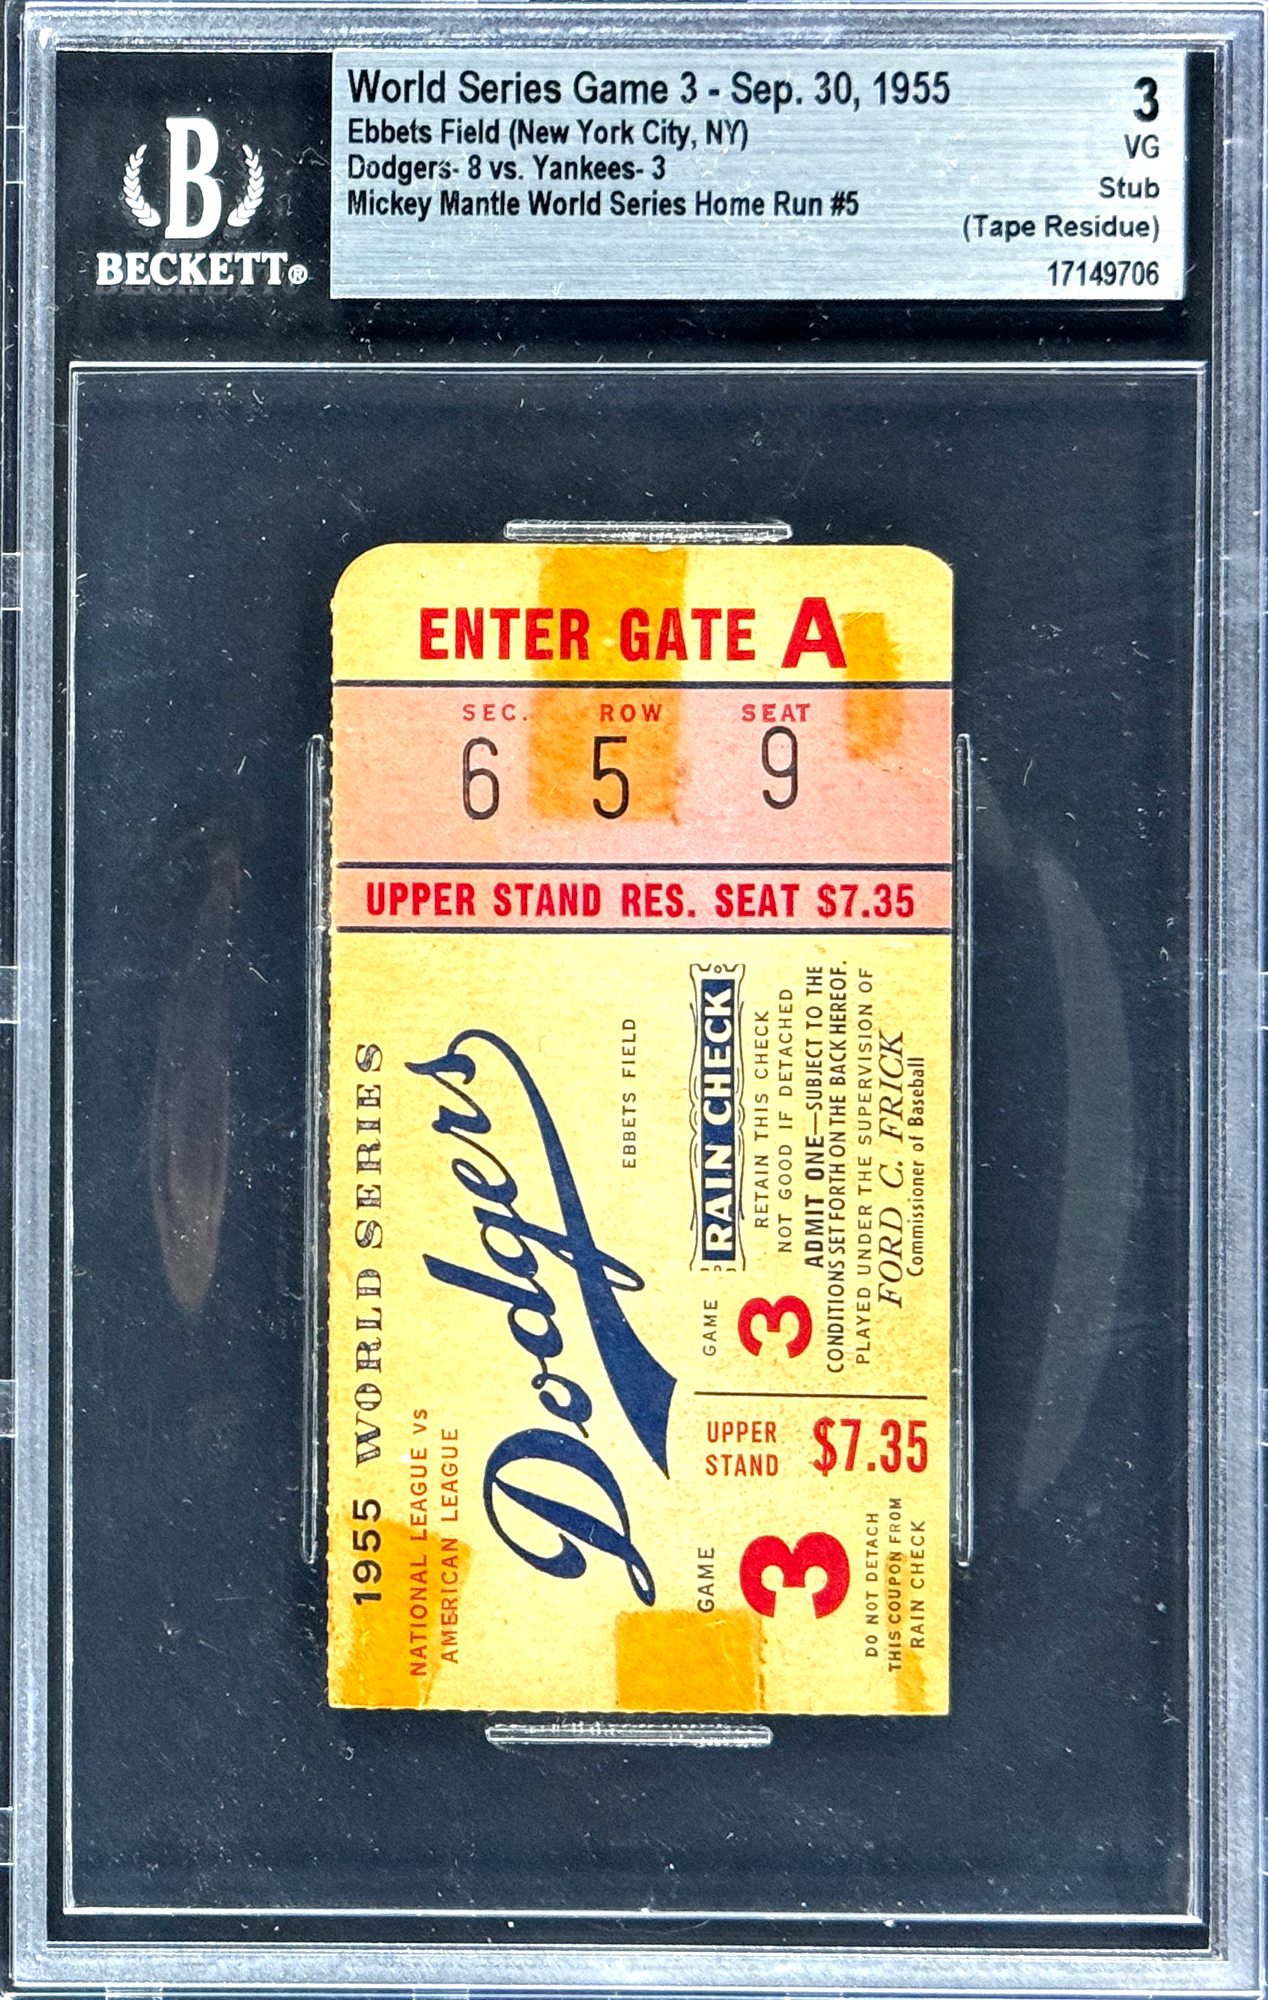 B
BECKETT®
World Series Game 3 - Sep. 30, 1955
Ebbets Field (New York City, NY)
Dodgers- 8 vs. Yankees- 3
Mickey Mantle World Series Home Run #5
3
VG
Stub
(Tape Residue)
17149706
ENTER GATE A
SEC. ROW SEAT
6 5 9
UPPER STAND RES. SEAT $7.35
1955 WORLD SERIES
NATIONAL LEAGUE VS
AMERICAN LEAGUE
Dodgers
EBBETS FIELD
GAME
3
UPPER
STAND
$7.35
DO NOT DETACH
THIS COUPON FROM
RAIN CHECK
GAME
3
RAIN CHECK
RETAIN THIS CHECK
NOT GOOD IF DETACHED
ADMIT ONE—SUBJECT TO THE
CONDITIONS SET FORTH ON THE BACK HEREOF.
PLAYED UNDER THE SUPERVISION OF
FORD C. FRICK
Commissioner of Baseball